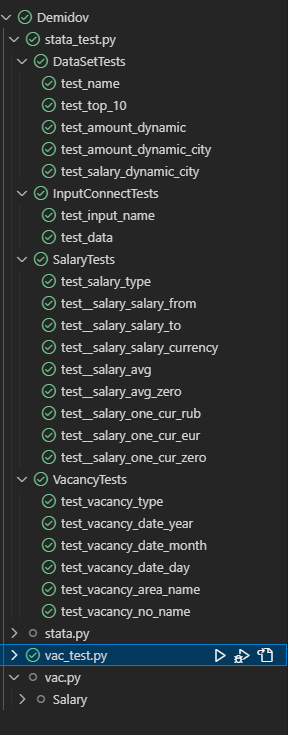 Demidov
stata_test.py
DataSetTests
test_name
test_top_10
test_amount_dynamic
test_amount_dynamic_city
test_salary_dynamic_city
InputConnectTests
test_input_name
test_data
SalaryTests
test_salary_type
test__salary_salary_from
test__salary_salary_to
test__salary_salary_currency
test__salary_avg
test__salary_avg_zero
test__salary_one_cur_rub
test__salary_one_cur_eur
test__salary_one_cur_zero
VacancyTests
test_vacancy_type
test_vacancy_date_year
test_vacancy_date_month
test_vacancy_date_day
test_vacancy_area_name
test_vacancy_no_name
stata.py
vac_test.py
vac.py
Salary